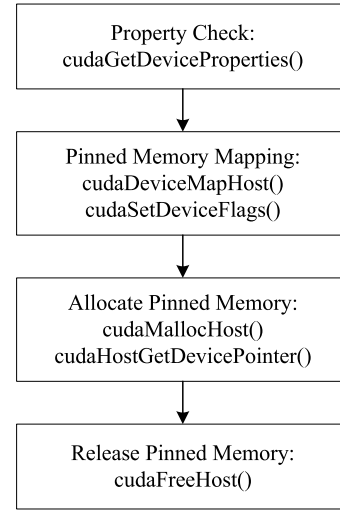 Property Check:
cudaGetDeviceProperties()
Pinned Memory Mapping:
cudaDeviceMapHost()
cudaSetDeviceFlags()
Allocate Pinned Memory:
cudaMallocHost()
cudaHostGetDevicePointer()
Release Pinned Memory:
cudaFreeHost()